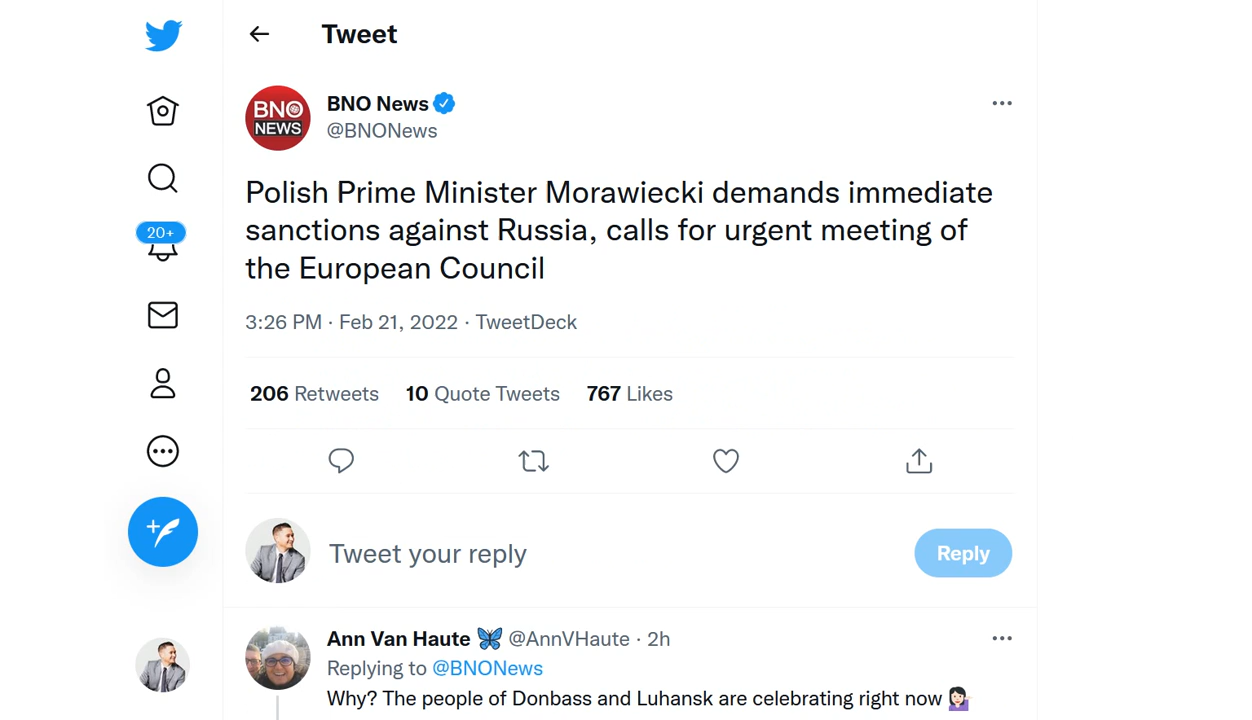 Tweet
BNO News
@BNONews
BNO
NEWS
Polish Prime Minister Morawiecki demands immediate
sanctions against Russia, calls for urgent meeting of
the European Council
20+
3:26 PM · Feb 21, 2022 · TweetDeck
206 Retweets 10 Quote Tweets 767 Likes
Tweet your reply
Reply
Ann Van Haute 🦋 @AnnVHaute · 2h
Replying to @BNONews
Why? The people of Donbass and Luhansk are celebrating right now 💁🏻‍♀️